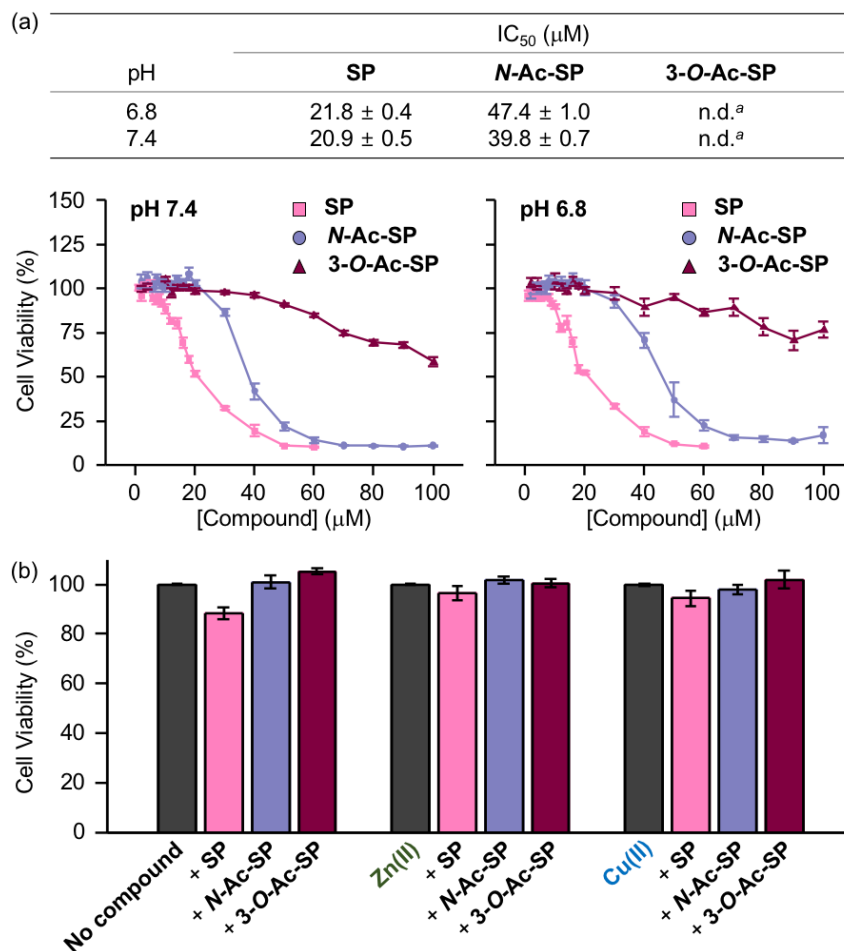 (a)
IC50 (μM)
pH SP N-Ac-SP 3-O-Ac-SP
6.8 21.8 ± 0.4 47.4 ± 1.0 n.d.a
7.4 20.9 ± 0.5 39.8 ± 0.7 n.d.a
Cell Viability (%)
150
125
100
75
50
25
0
pH 7.4
SP
N-Ac-SP
3-O-Ac-SP
0 20 40 60 80 100
[Compound] (μM)
pH 6.8
SP
N-Ac-SP
3-O-Ac-SP
0 20 40 60 80 100
[Compound] (μM)
(b)
Cell Viability (%)
100
80
60
40
20
0
No compound
+ SP
+ N-Ac-SP
+ 3-O-Ac-SP
Zn(II)
+ SP
+ N-Ac-SP
+ 3-O-Ac-SP
Cu(II)
+ SP
+ N-Ac-SP
+ 3-O-Ac-SP